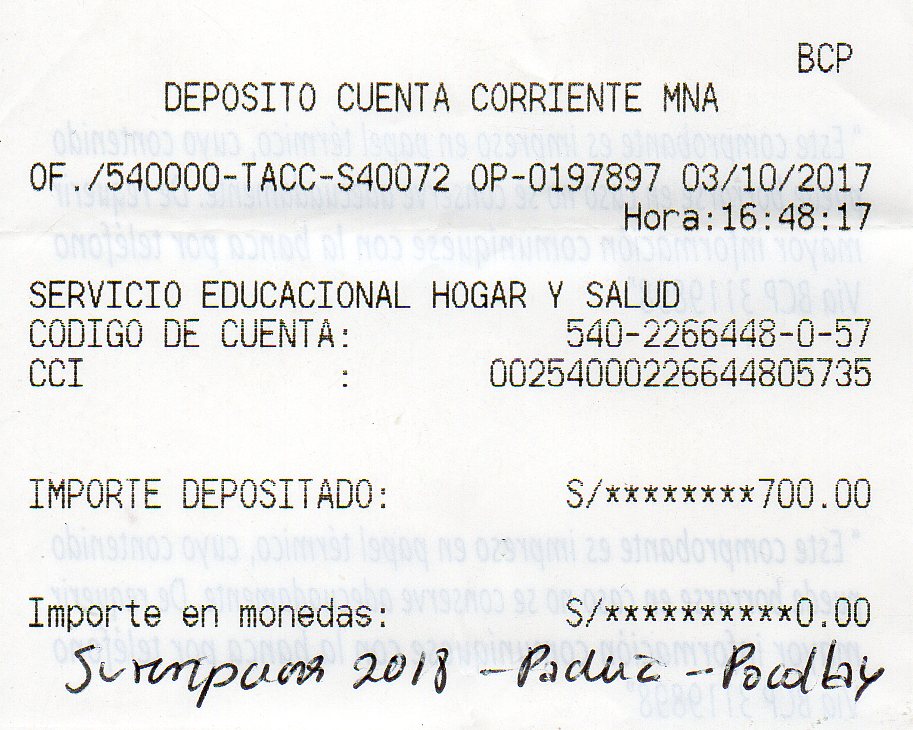 BCP
DEPOSITO CUENTA CORRIENTE MNA
OF./540000-TACC-S40072 OP-0197897 03/10/2017
Hora:16:48:17
SERVICIO EDUCACIONAL HOGAR Y SALUD
CODIGO DE CUENTA: 540-2266448-0-57
CCI : 00254000226644805735
IMPORTE DEPOSITADO: S/********700.00
Importe en monedas: S/**********0.00
2018 - -